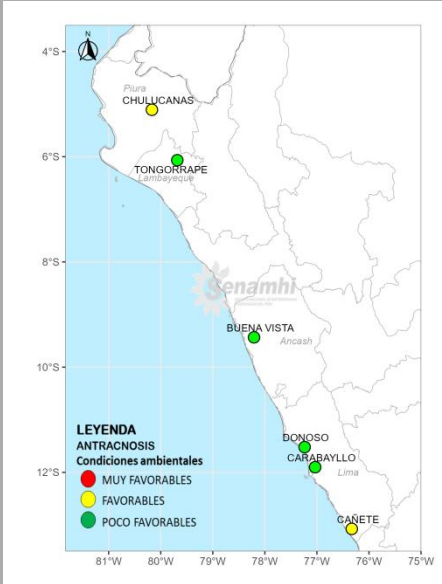 N
4°S
Piura
CHULUCANAS
6°S
TONGORRAPE
Lambayeque
8°S
Senamhi
BUENA VISTA
Ancash
10°S
LEYENDA
ANTRACNOSIS
Condiciones ambientales
MUY FAVORABLES
FAVORABLES
POCO FAVORABLES
DONOSO
CARABAYLLO
12°S
Lima
CAÑETE
81°W 80°W 79°W 78°W 77°W 76°W 75°W